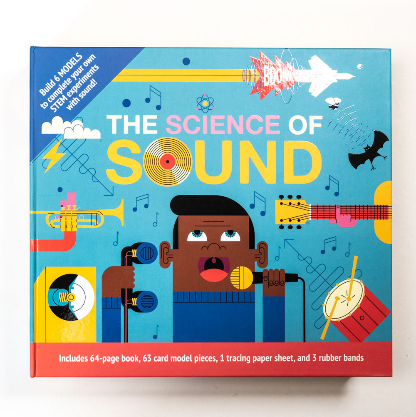 Build 6 MODELS
to complete your own
STEM experiments
with sound!
BOOM
THE SCIENCE OF
SOUND
Includes 64-page book, 63 card model pieces, 1 tracing paper sheet, and 3 rubber bands